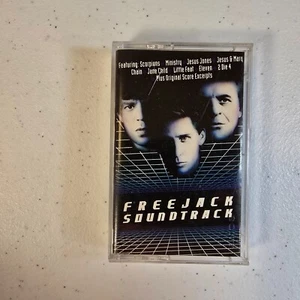 Featuring: Scorpions Ministry Jesus Jones Jesus & Mary
Chain Jane Child Little Feat Eleven 2 Die 4
Plus Original Score Excerpts
FREEJACK
SOUNDTRACK